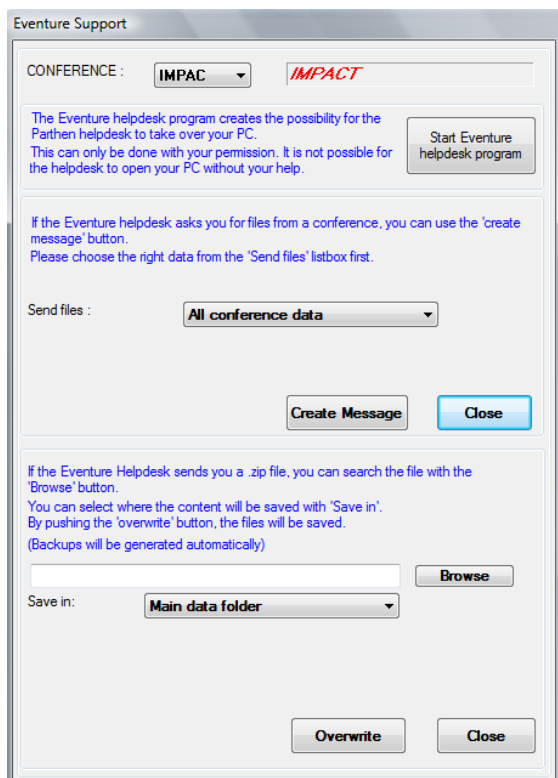 Eventure Support
CONFERENCE :
IMPAC
IMPACT
The Eventure helpdesk program creates the possibility for the
Parthen helpdesk to take over your PC.
This can only be done with your permission. It is not possible for
the helpdesk to open your PC without your help.
Start Eventure
helpdesk program
If the Eventure helpdesk asks you for files from a conference, you can use the 'create
message' button.
Please choose the right data from the 'Send files' listbox first.
Send files :
All conference data
Create Message
Close
If the Eventure Helpdesk sends you a .zip file, you can search the file with the
'Browse' button.
You can select where the content will be saved with 'Save in'.
By pushing the 'overwrite' button, the files will be saved.
(Backups will be generated automatically)
Browse
Save in:
Main data folder
Overwrite
Close